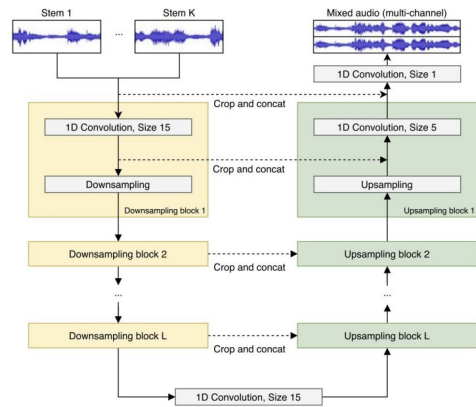 Stem 1
...
Stem K
Mixed audio (multi-channel)
1D Convolution, Size 1
Crop and concat
1D Convolution, Size 15
1D Convolution, Size 5
Crop and concat
Downsampling
Upsampling
Downsampling block 1
Upsampling block 1
Downsampling block 2
Upsampling block 2
Crop and concat
...
...
Downsampling block L
Upsampling block L
Crop and concat
1D Convolution, Size 15